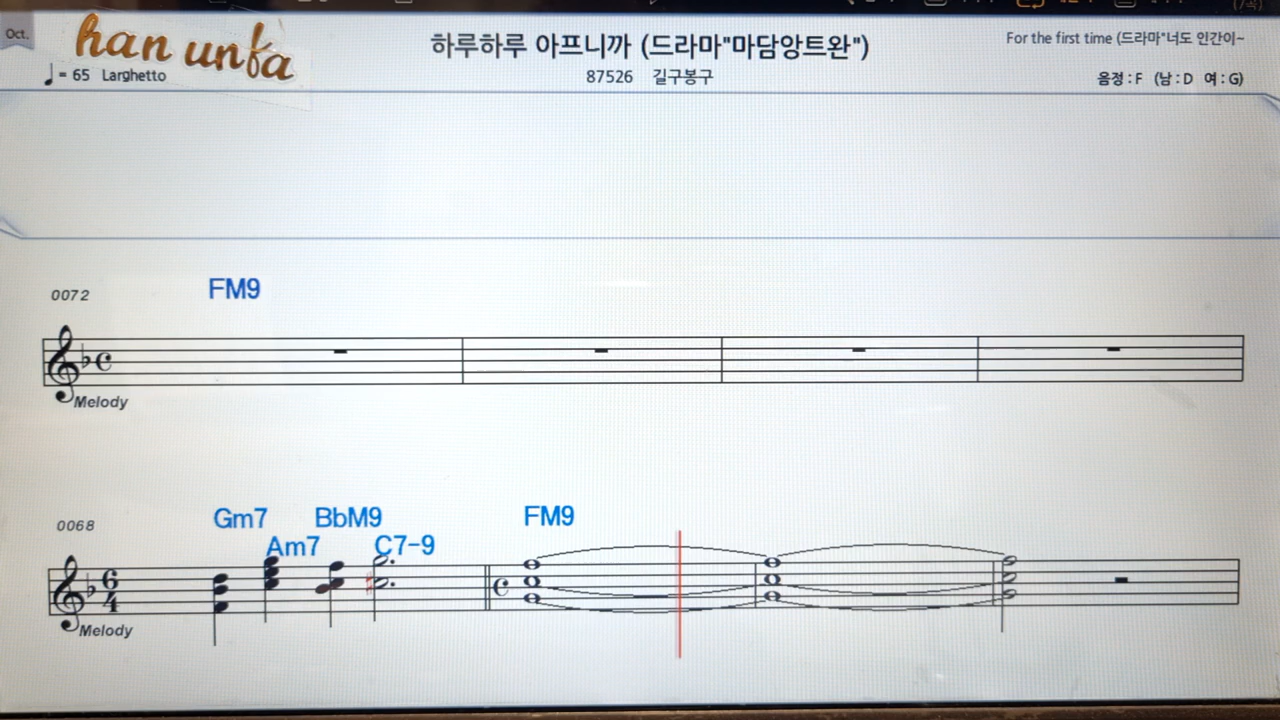 Oct.
han unfa
하루하루 아프니까 (드라마"마담앙트완")
For the first time (드라마"너도 인간이~
♩= 65 Larghetto
87526 길구봉구
음정 : F (남 : D 여 : G)
0072
FM9
Melody
0068
Gm7 BbM9 FM9
Am7 C7-9
6
4
Melody